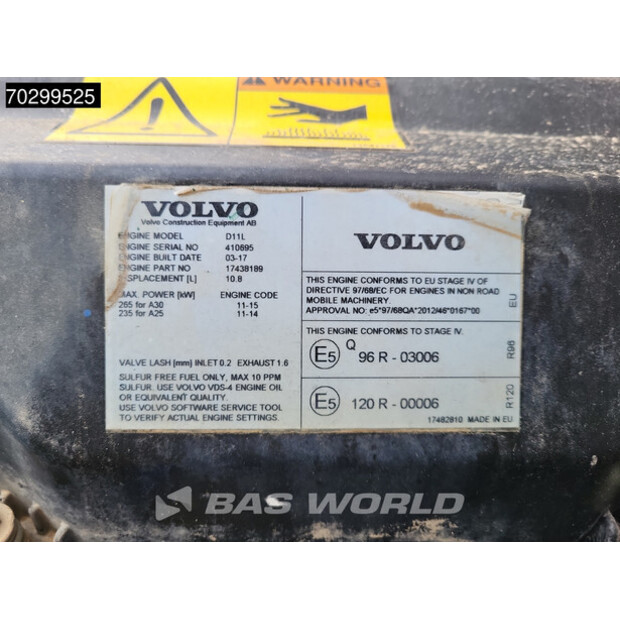 70299525
WARNING
VOLVO
Volvo Construction Equipment AB
ENGINE MODEL D11L
ENGINE SERIAL NO 410695
ENGINE BUILT DATE 03-17
ENGINE PART NO 17438189
DISPLACEMENT [L] 10.8
MAX. POWER [kW] ENGINE CODE
265 for A30 11-15
235 for A25 11-14
VALVE LASH [mm] INLET 0.2 EXHAUST 1.6
SULFUR FREE FUEL ONLY, MAX 10 PPM
SULFUR. USE VOLVO VDS-4 ENGINE OIL
OR EQUIVALENT QUALITY.
USE VOLVO SOFTWARE SERVICE TOOL
TO VERIFY ACTUAL ENGINE SETTINGS.
VOLVO
THIS ENGINE CONFORMS TO EU STAGE IV OF
DIRECTIVE 97/68/EC FOR ENGINES IN NON ROAD
MOBILE MACHINERY.
APPROVAL NO: e5*97/68QA*2012/46*0167*00
EU
THIS ENGINE CONFORMS TO STAGE IV.
E5 Q 96 R - 03006
R96
E5 120 R - 00006
R120
17482810 MADE IN EU
BAS WORLD